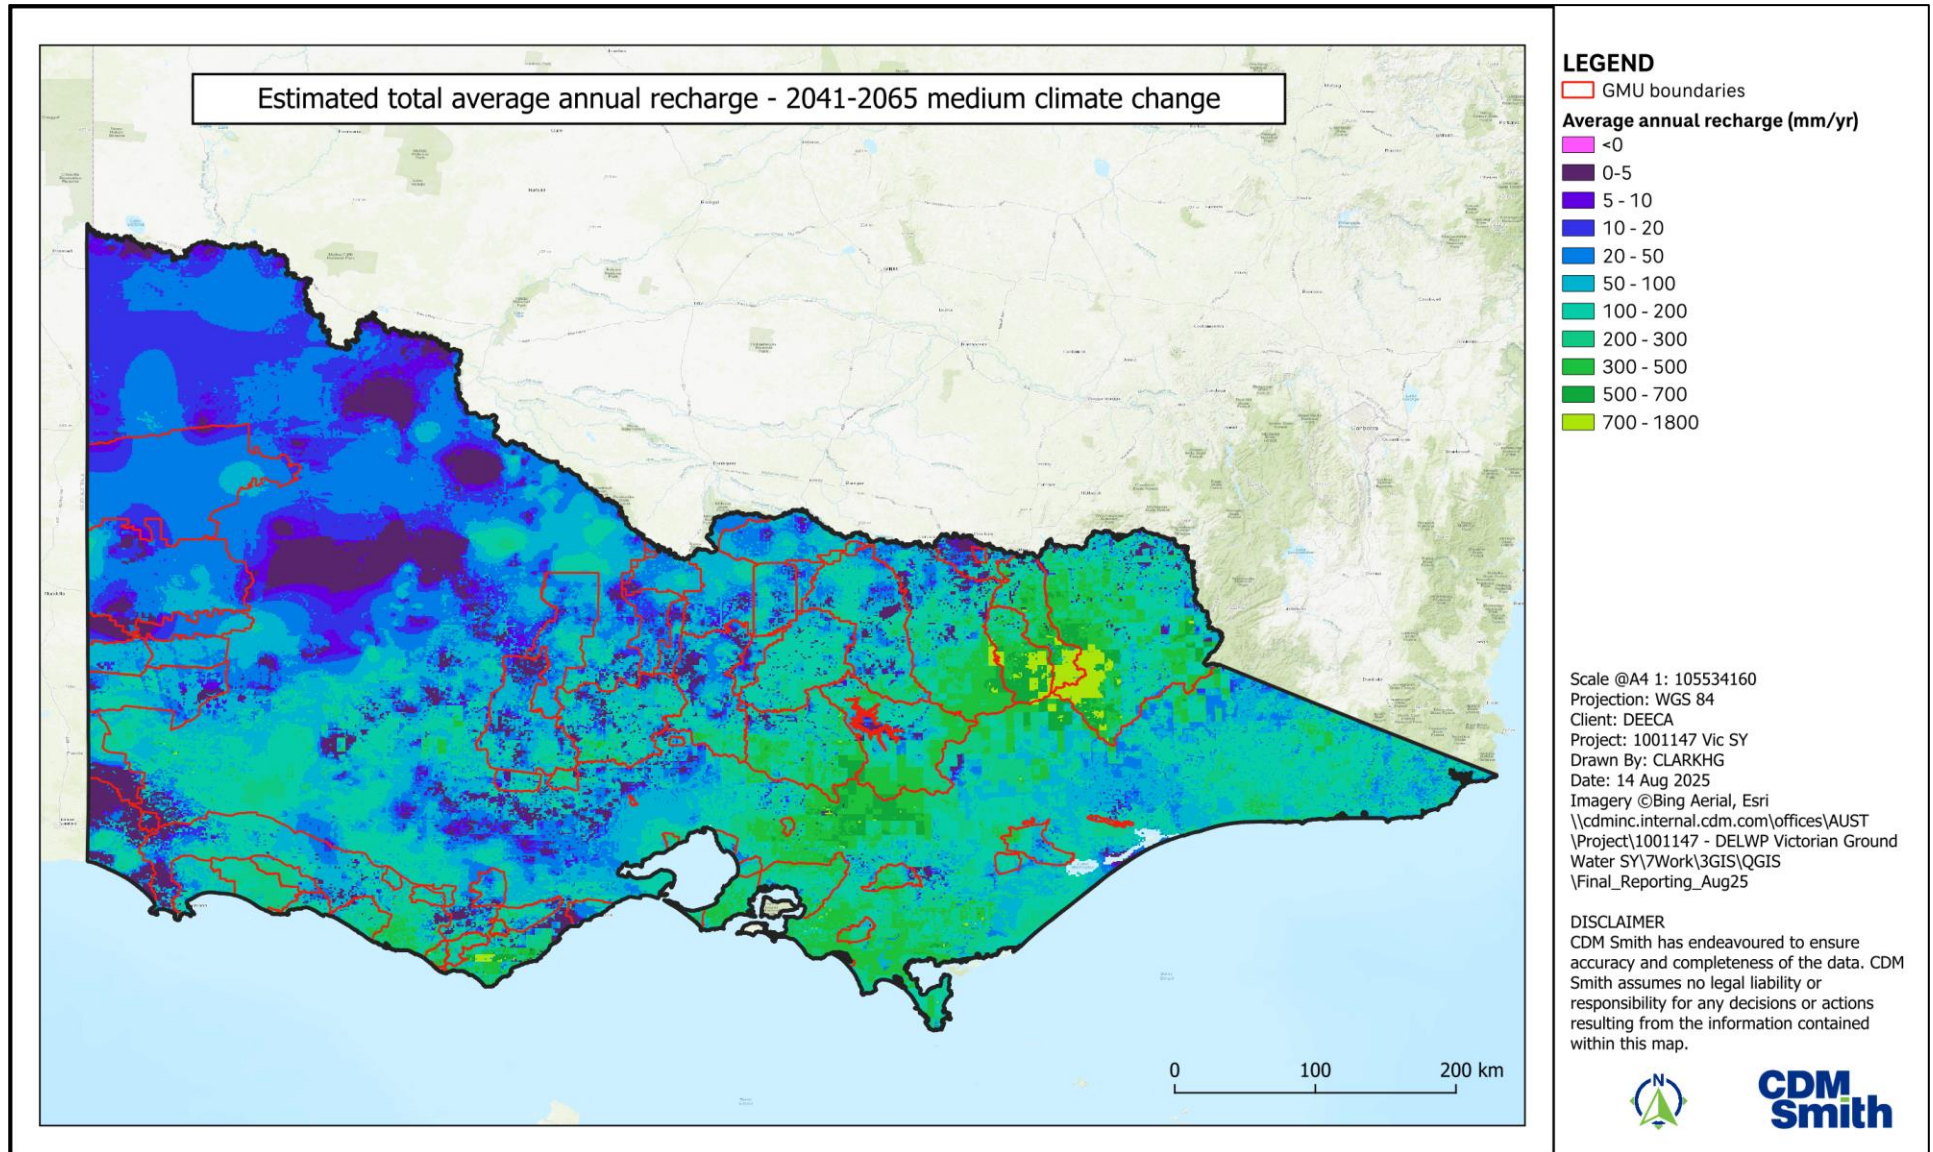 Estimated total average annual recharge - 2041-2065 medium climate change
LEGEND
GMU boundaries
Average annual recharge (mm/yr)
<0
0-5
5 - 10
10 - 20
20 - 50
50 - 100
100 - 200
200 - 300
300 - 500
500 - 700
700 - 1800
Scale @A4 1: 105534160
Projection: WGS 84
Client: DEECA
Project: 1001147 Vic SY
Drawn By: CLARKHG
Date: 14 Aug 2025
Imagery ©Bing Aerial, Esri
\\cdminc.internal.cdm.com\offices\AUST
\Project\1001147 - DELWP Victorian Ground
Water SY\7Work\3GIS\QGIS
\Final_Reporting_Aug25
DISCLAIMER
CDM Smith has endeavoured to ensure
accuracy and completeness of the data. CDM
Smith assumes no legal liability or
responsibility for any decisions or actions
resulting from the information contained
within this map.
0 100 200 km
N
CDM
Smith